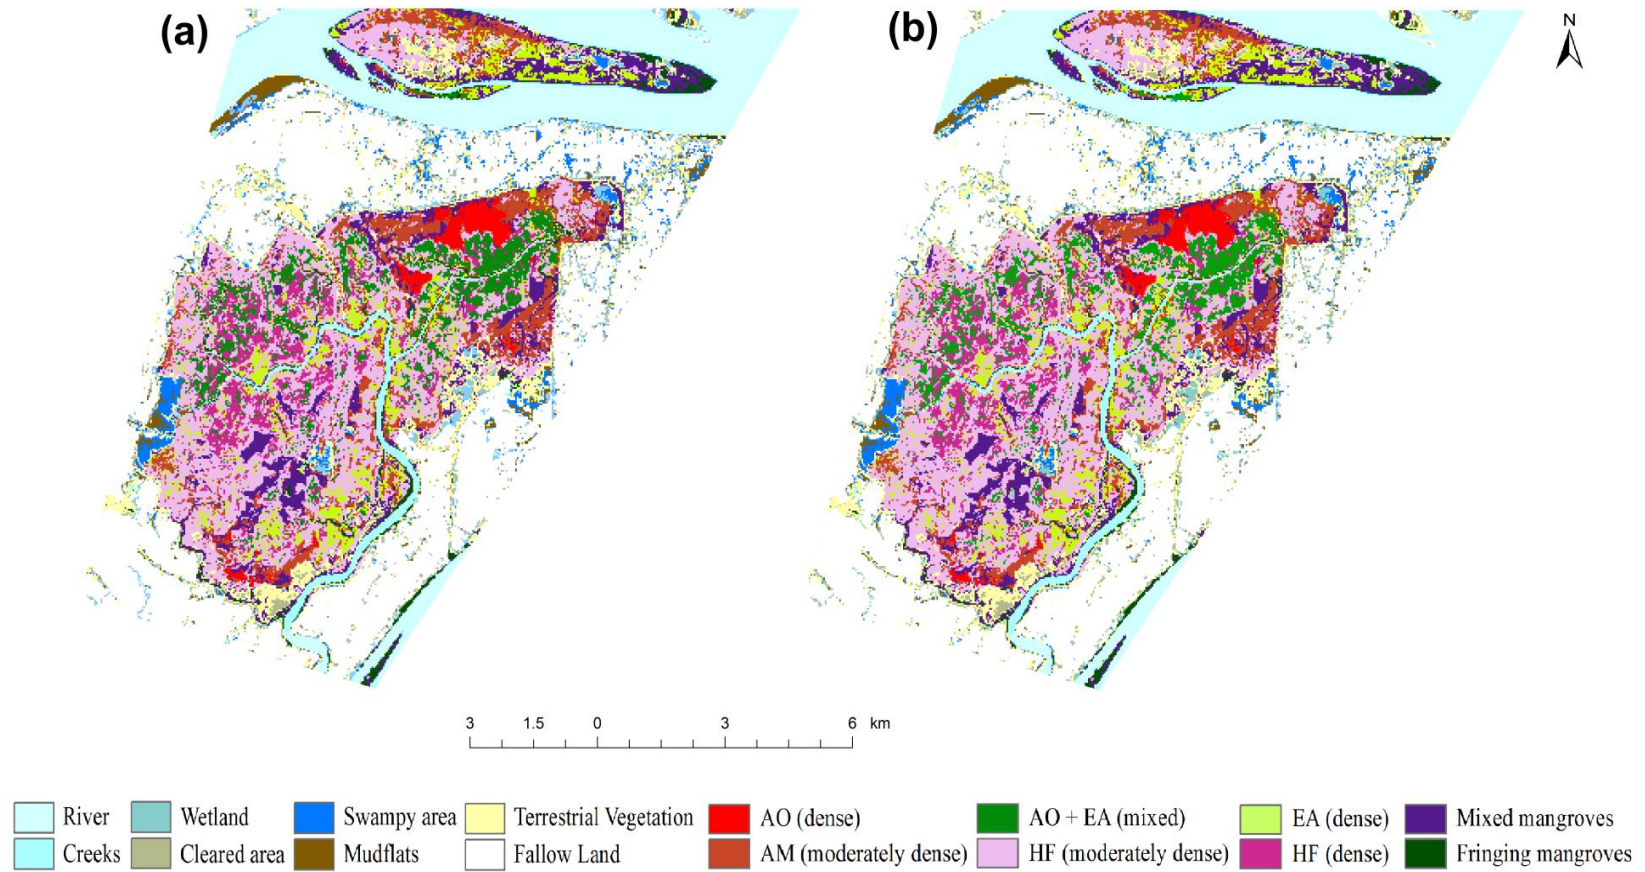 (a)
(b)
N
3 1.5 0 3 6 km
River Wetland Swampy area Terrestrial Vegetation AO (dense) AO + EA (mixed) EA (dense) Mixed mangroves
Creeks Cleared area Mudflats Fallow Land AM (moderately dense) HF (moderately dense) HF (dense) Fringing mangroves